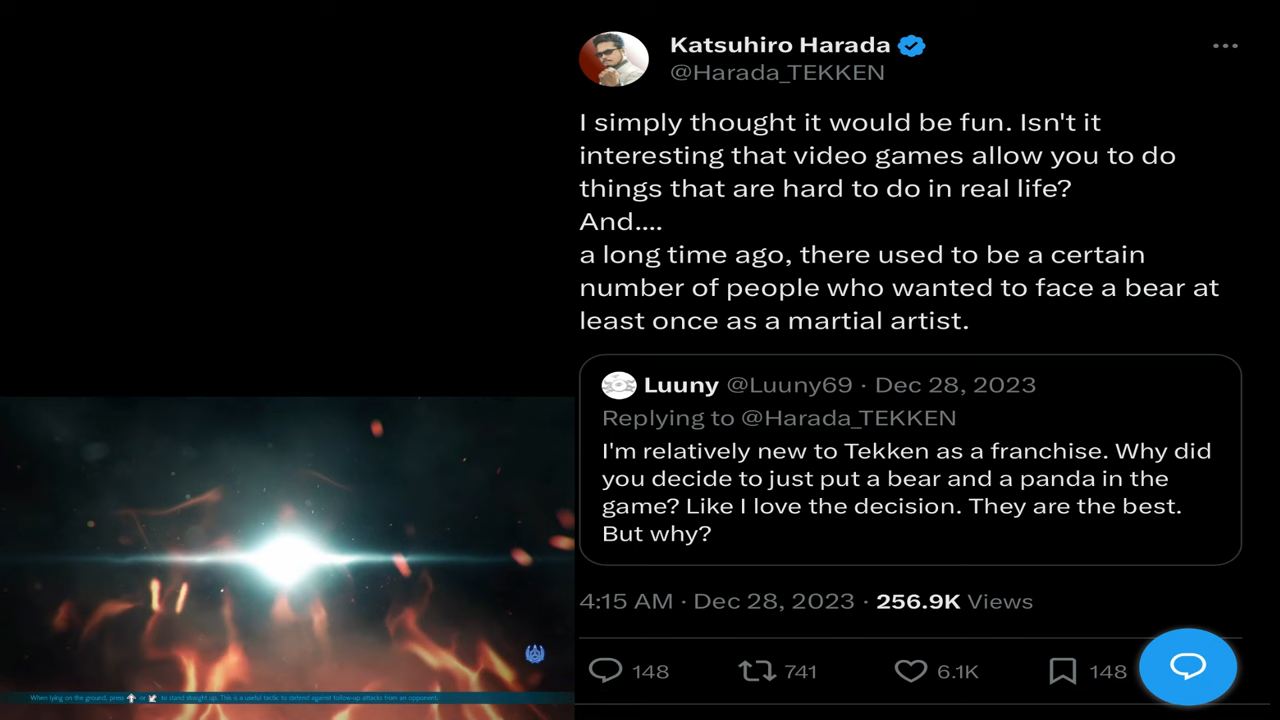 Katsuhiro Harada
@Harada_TEKKEN
I simply thought it would be fun. Isn't it
interesting that video games allow you to do
things that are hard to do in real life?
And....
a long time ago, there used to be a certain
number of people who wanted to face a bear at
least once as a martial artist.
Luuny @Luuny69 · Dec 28, 2023
Replying to @Harada_TEKKEN
I'm relatively new to Tekken as a franchise. Why did
you decide to just put a bear and a panda in the
game? Like I love the decision. They are the best.
But why?
4:15 AM · Dec 28, 2023 · 256.9K Views
148 741 6.1K 148
When lying on the ground, press or to stand straight up. This is a useful tactic to defend against follow-up attacks from an opponent.